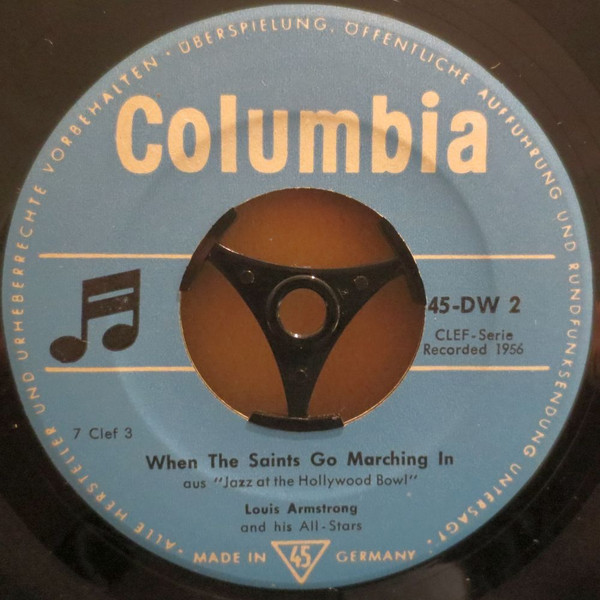 ALLE HERSTELLER UND URHEBERRECHTE VORBEHALTEN · ÜBERSPIELUNG, ÖFFENTLICHE AUFFÜHRUNG UND RUNDFUNKSENDUNG UNTERSAGT ·
Columbia
45-DW 2
CLEF-Serie
Recorded 1956
7 Clef 3
When The Saints Go Marching In
aus "Jazz at the Hollywood Bowl"
Louis Armstrong
and his All-Stars
MADE IN 45 GERMANY